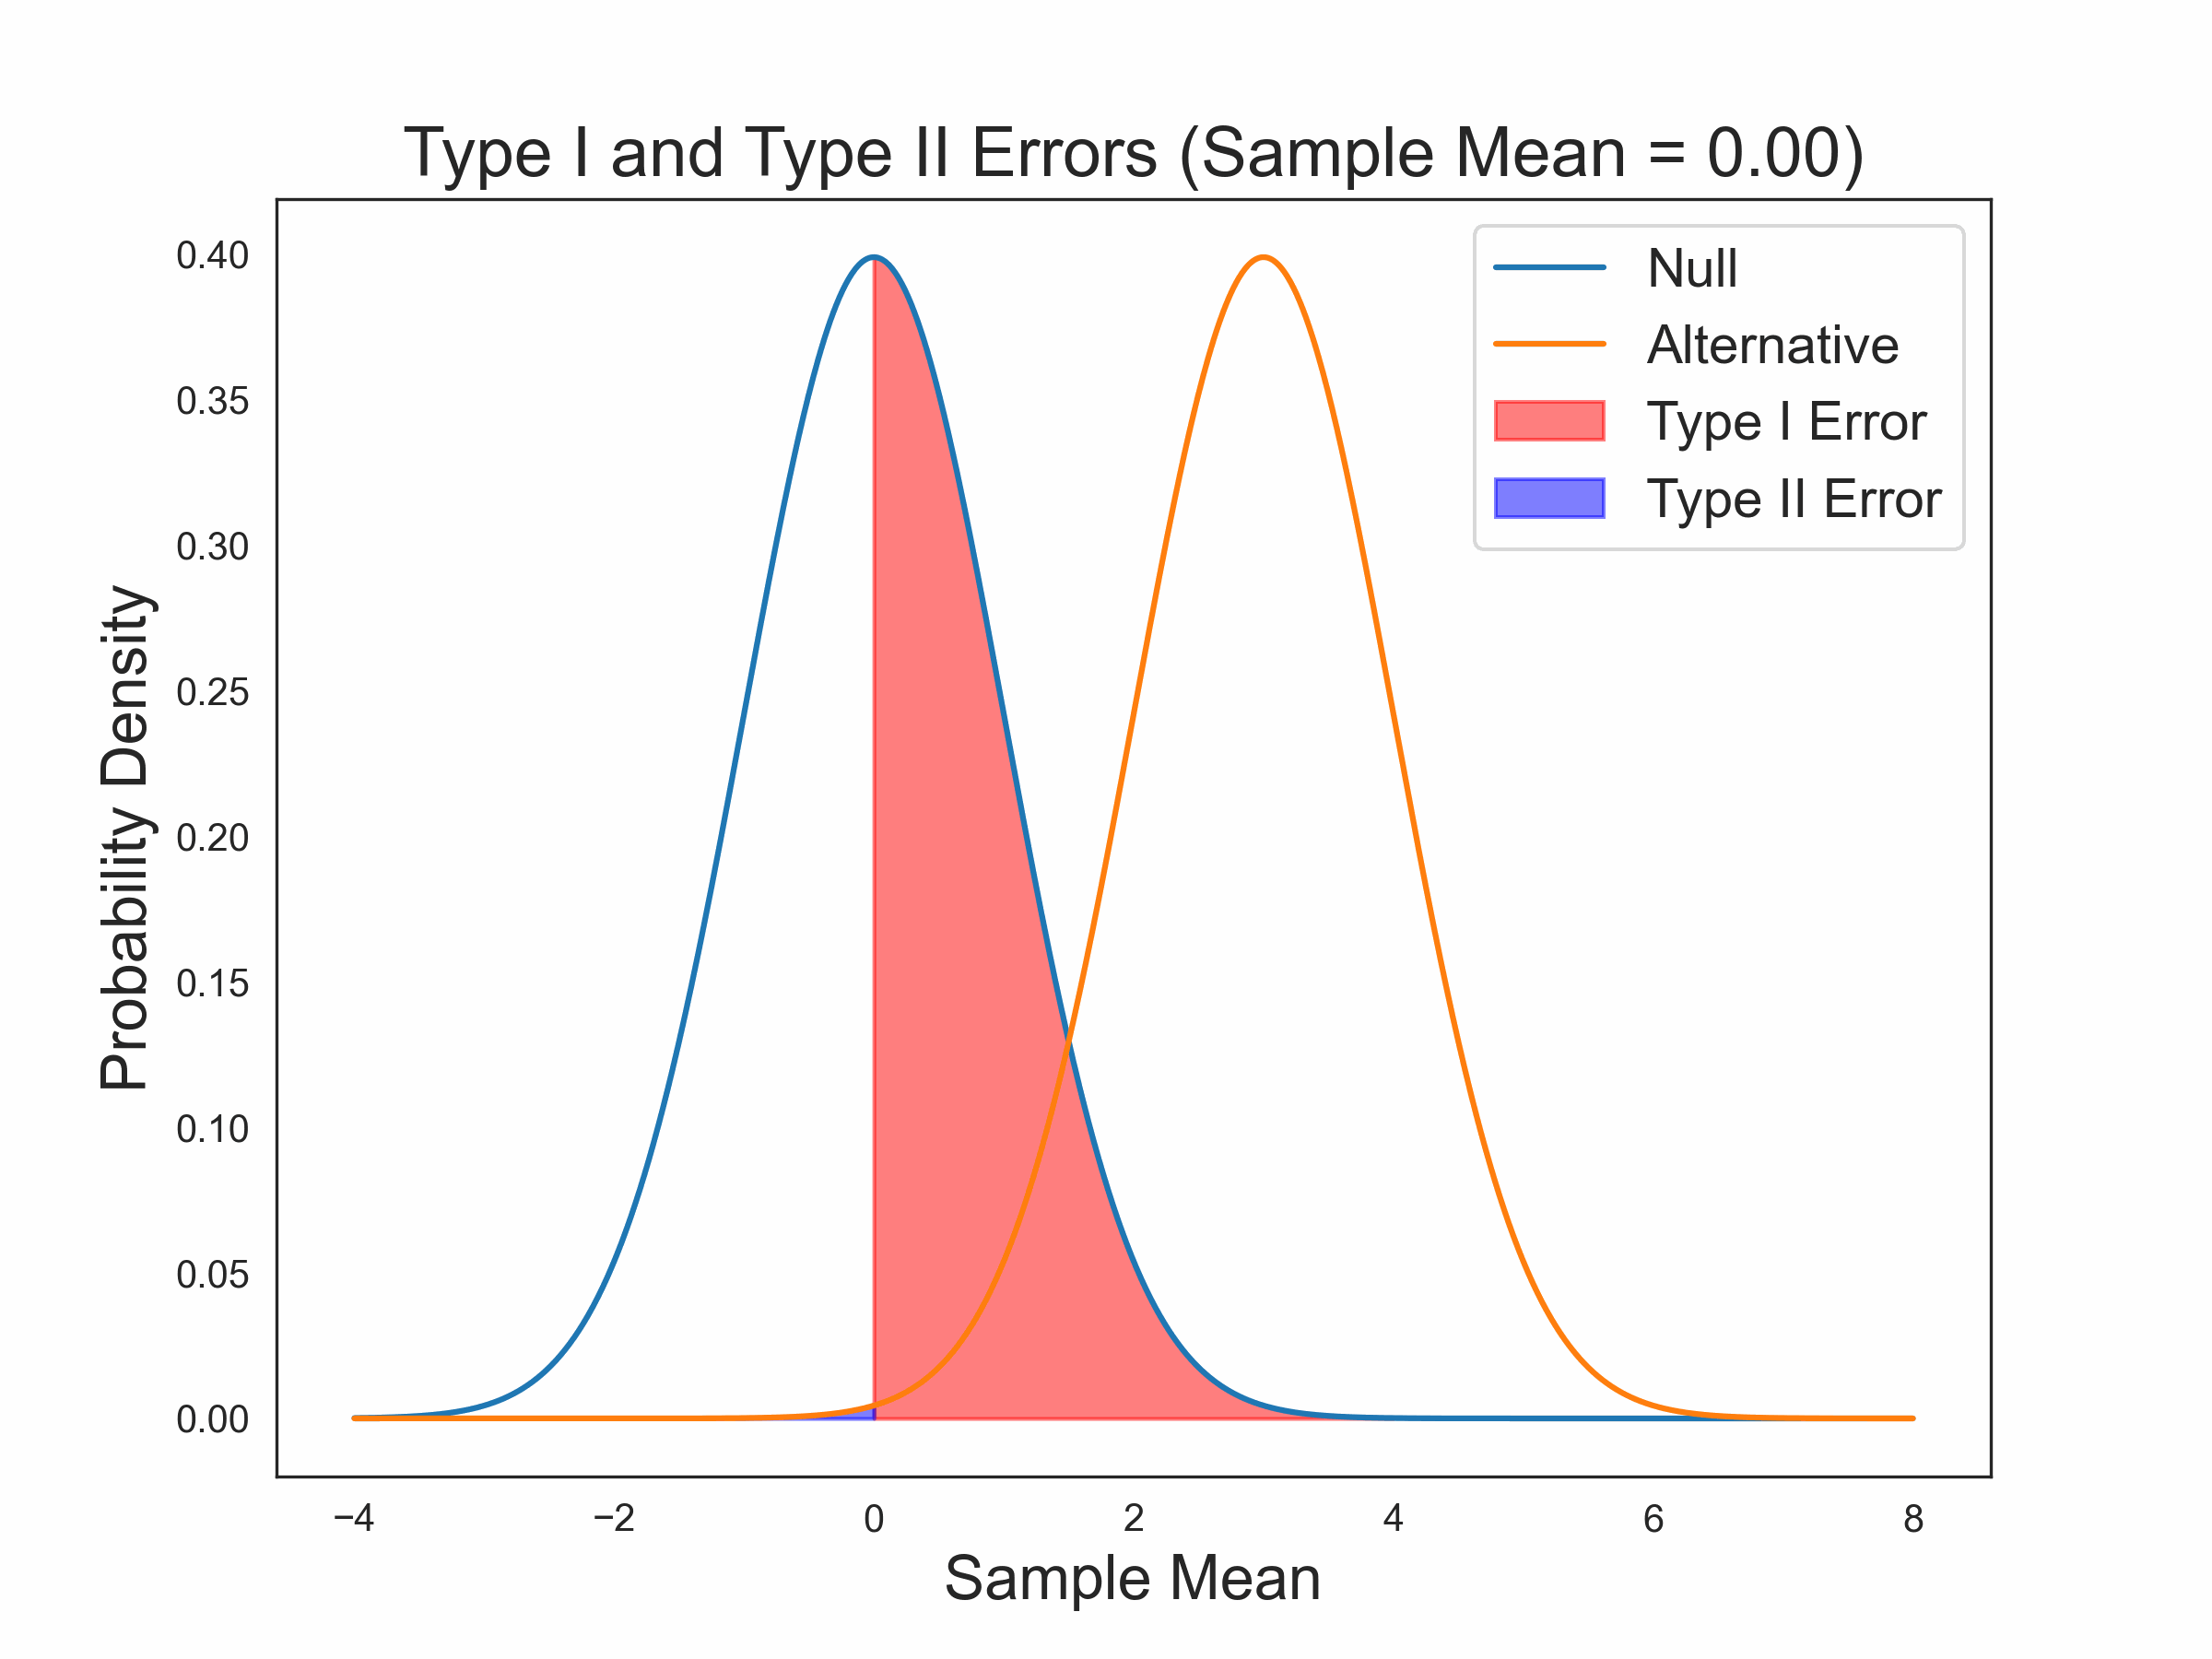 Type I and Type II Errors (Sample Mean = 0.00)
Null
Alternative
Type I Error
Type II Error
Probability Density
0.40
0.35
0.30
0.25
0.20
0.15
0.10
0.05
0.00
−4 −2 0 2 4 6 8
Sample Mean